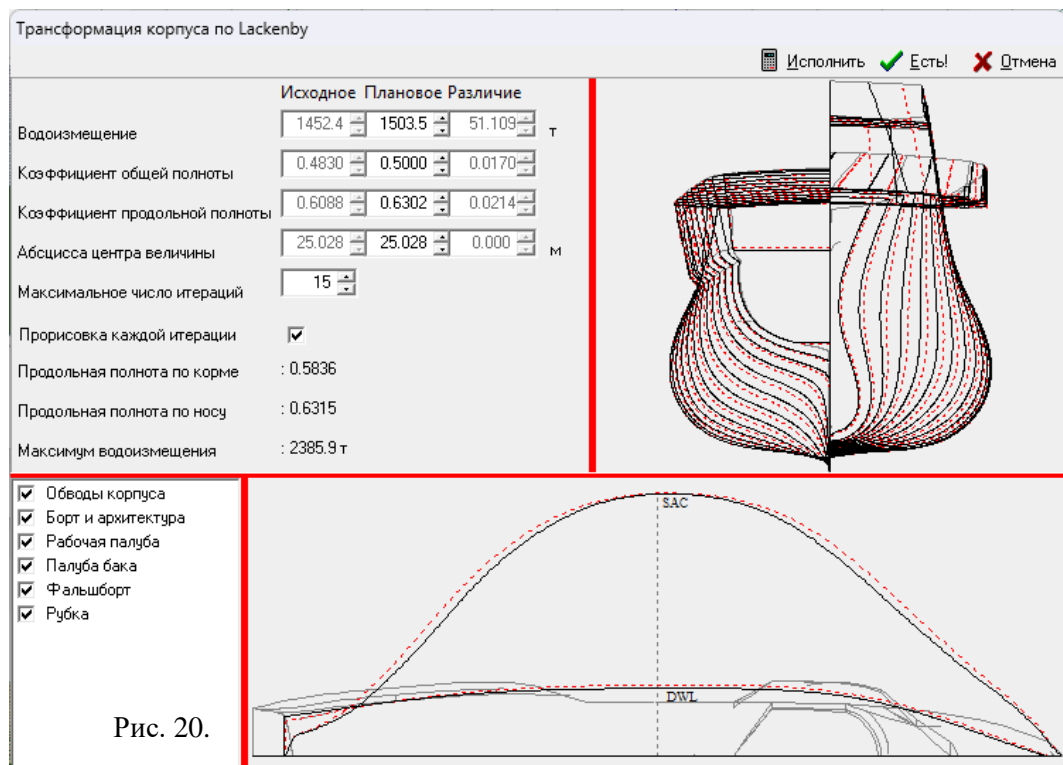 Трансформация корпуса по Lackenby
Исполнить Есть! Отмена
Исходное Плановое Различие
Водоизмещение 1452.4 1503.5 51.109 т
Коэффициент общей полноты 0.4830 0.5000 0.0170
Коэффициент продольной полноты 0.6088 0.6302 0.0214
Абсцисса центра величины 25.028 25.028 0.000 м
Максимальное число итераций 15
Прорисовка каждой итерации
Продольная полнота по корме : 0.5836
Продольная полнота по носу : 0.6315
Максимум водоизмещения : 2385.9 т
Обводы корпуса
Борт и архитектура
Рабочая палуба
Палуба бака
Фальшборт
Рубка
Рис. 20.
SAC
DWL